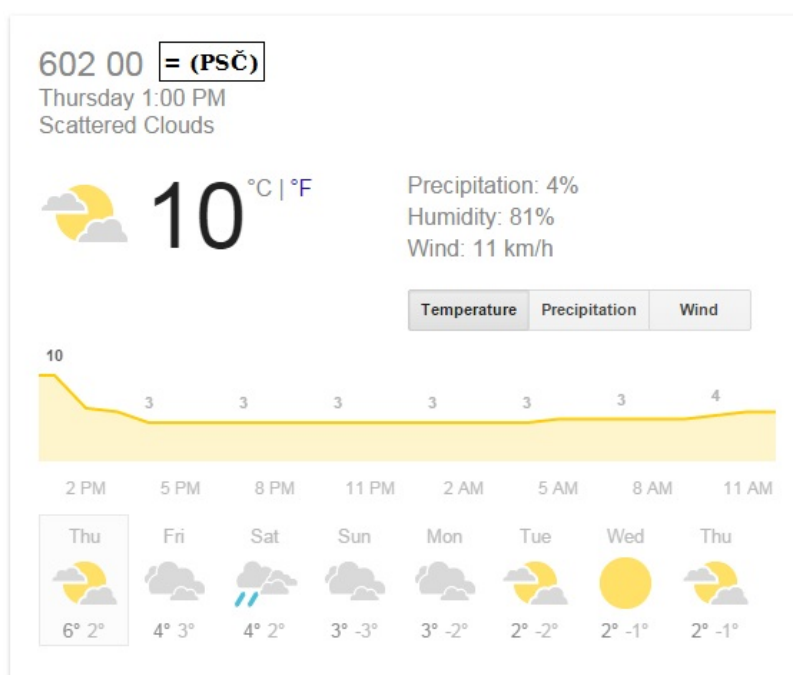 602 00 = (PSČ)
Thursday 1:00 PM
Scattered Clouds
10 °C | °F
Precipitation: 4%
Humidity: 81%
Wind: 11 km/h
Temperature Precipitation Wind
10
3 3 3 3 3 3 4
2 PM 5 PM 8 PM 11 PM 2 AM 5 AM 8 AM 11 AM
Thu Fri Sat Sun Mon Tue Wed Thu
6° 2° 4° 3° 4° 2° 3° -3° 3° -2° 2° -2° 2° -1° 2° -1°